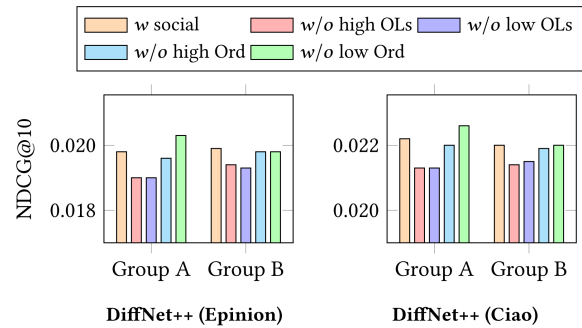 w social w/o high OLs w/o low OLs
w/o high Ord w/o low Ord
NDCG@10
0.020
0.018
Group A Group B
DiffNet++ (Epinion)
0.022
0.020
Group A Group B
DiffNet++ (Ciao)